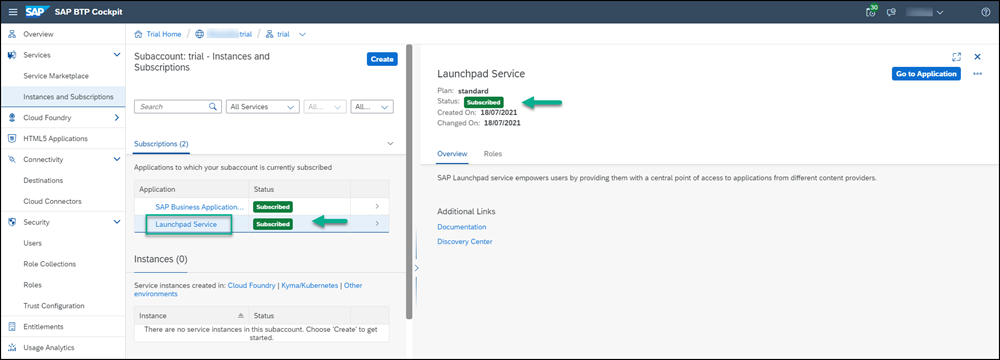 SAP
SAP BTP Cockpit
30
Overview
Services
Service Marketplace
Instances and Subscriptions
Cloud Foundry
HTML5 Applications
Connectivity
Destinations
Cloud Connectors
Security
Users
Role Collections
Roles
Trust Configuration
Entitlements
Usage Analytics
Trial Home / trial / trial
Subaccount: trial - Instances and
Subscriptions
Create
Search
All Services
All...
All...
Subscriptions (2)
Applications to which your subaccount is currently subscribed
Application Status
SAP Business Application... Subscribed
Launchpad Service Subscribed
Instances (0)
Service instances created in: Cloud Foundry | Kyma/Kubernetes | Other
environments
Instance Status
There are no service instances in this subaccount. Choose 'Create' to get
started.
Launchpad Service
Go to Application
Plan: standard
Status: Subscribed
Created On: 18/07/2021
Changed On: 18/07/2021
Overview Roles
SAP Launchpad service empowers users by providing them with a central point of access to applications from different content providers.
Additional Links
Documentation
Discovery Center